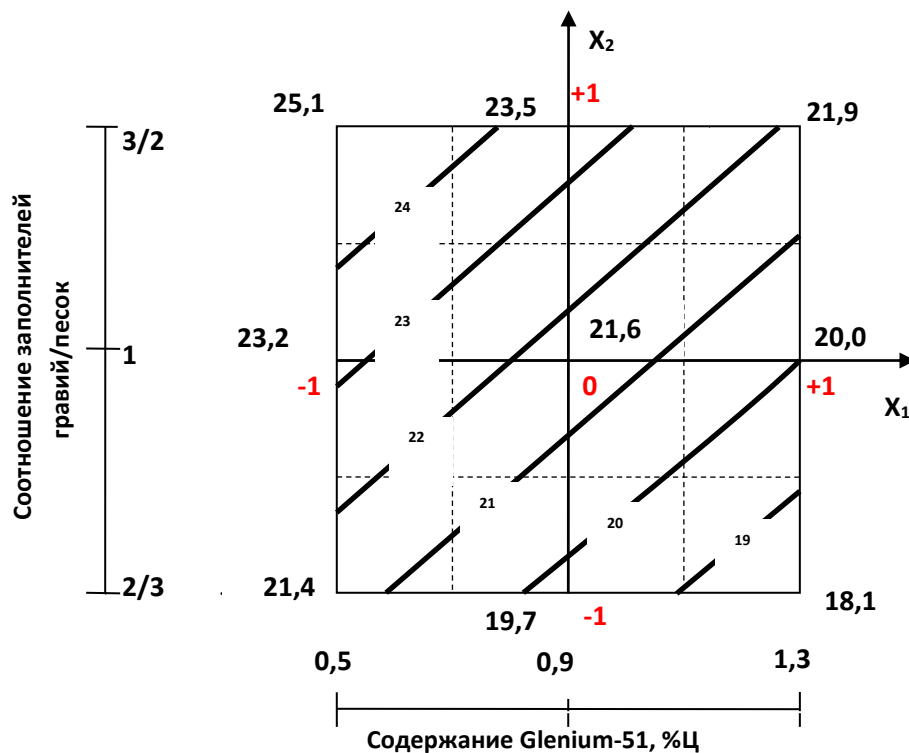 X₂
+1
25,1 23,5 21,9
3/2
24
Соотношение заполнителей
гравий/песок
23
21,6
23,2 20,0
1
-1 0 +1
X₁
22
21
20
19
2/3
21,4 19,7 -1 18,1
0,5 0,9 1,3
Содержание Glenium-51, %Ц